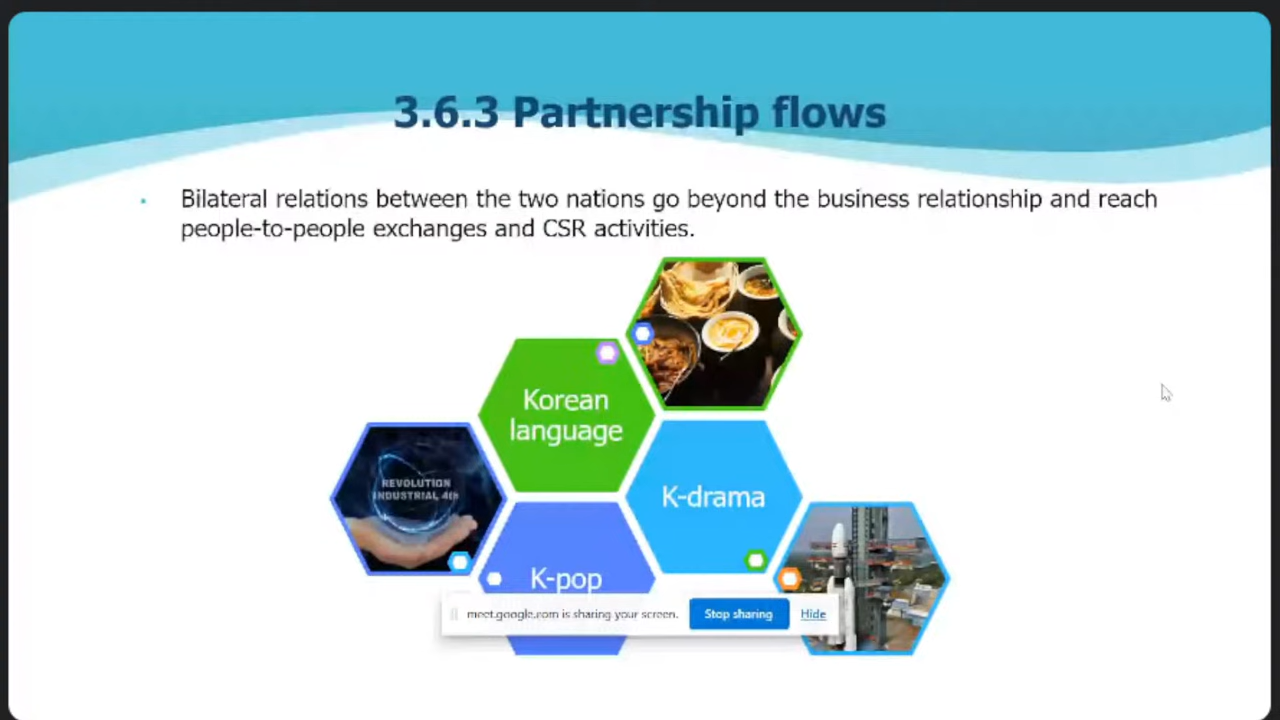 3.6.3 Partnership flows
Bilateral relations between the two nations go beyond the business relationship and reach
people-to-people exchanges and CSR activities.
Korean
language
REVOLUTION
INDUSTRIAL 4th
K-drama
K-pop
meet.google.com is sharing your screen.
Stop sharing
Hide